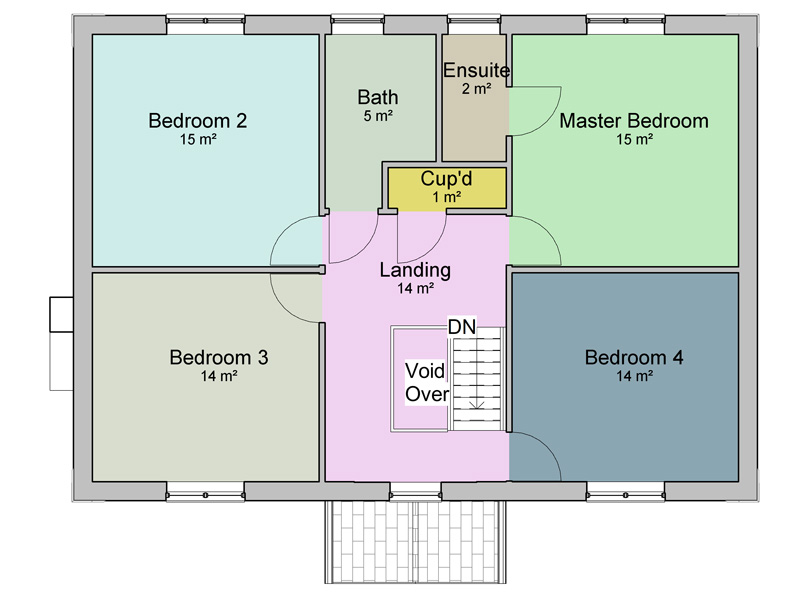 Ensuite
2 m²
Bath
5 m²
Bedroom 2
15 m²
Master Bedroom
15 m²
Cup'd
1 m²
Landing
14 m²
DN
Bedroom 3
14 m²
Void
Over
Bedroom 4
14 m²